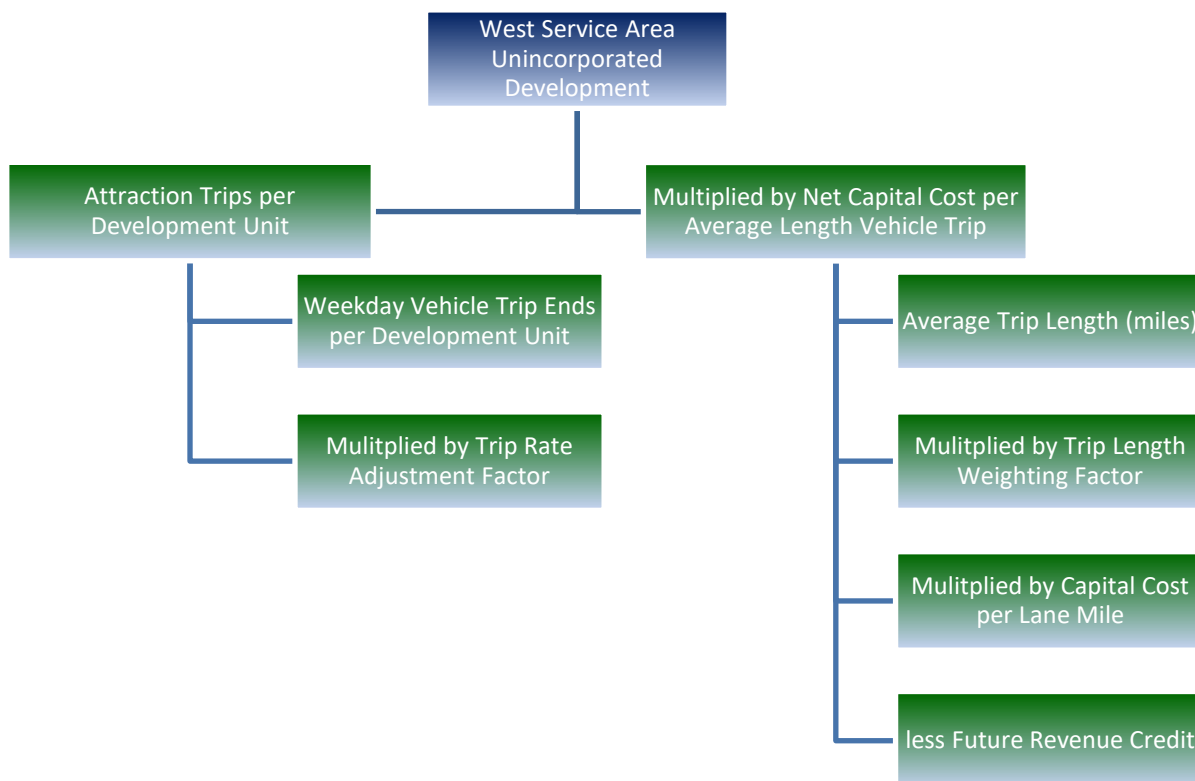 West Service Area
Unincorporated
Development
Attraction Trips per
Development Unit
Multiplied by Net Capital Cost per
Average Length Vehicle Trip
Weekday Vehicle Trip Ends
per Development Unit
Mulitplied by Trip Rate
Adjustment Factor
Average Trip Length (miles)
Mulitplied by Trip Length
Weighting Factor
Mulitplied by Capital Cost
per Lane Mile
less Future Revenue Credit